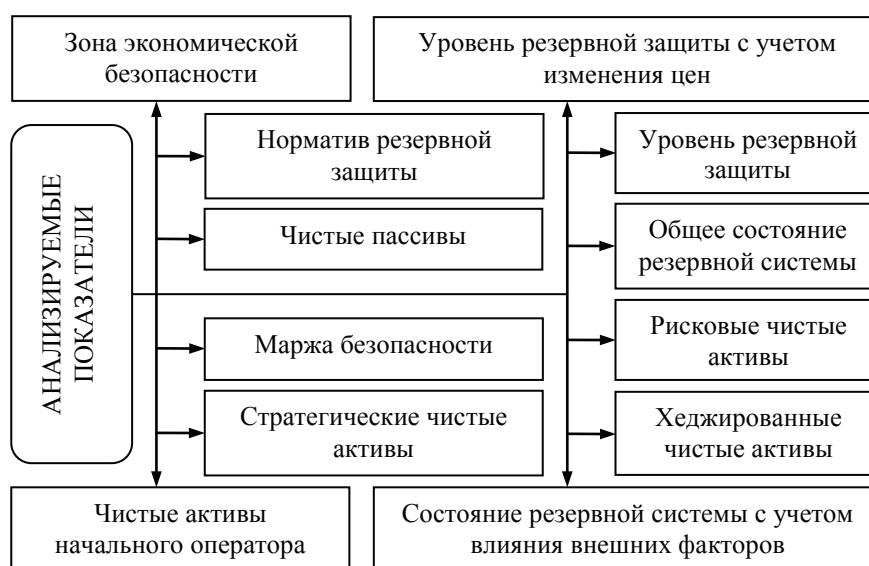 Зона экономической
безопасности
Уровень резервной защиты с учетом
изменения цен
АНАЛИЗИРУЕМЫЕ
ПОКАЗАТЕЛИ
Норматив резервной
защиты
Чистые пассивы
Маржа безопасности
Стратегические чистые
активы
Уровень резервной
защиты
Общее состояние
резервной системы
Рисковые чистые
активы
Хеджированные
чистые активы
Чистые активы
начального оператора
Состояние резервной системы с учетом
влияния внешних факторов